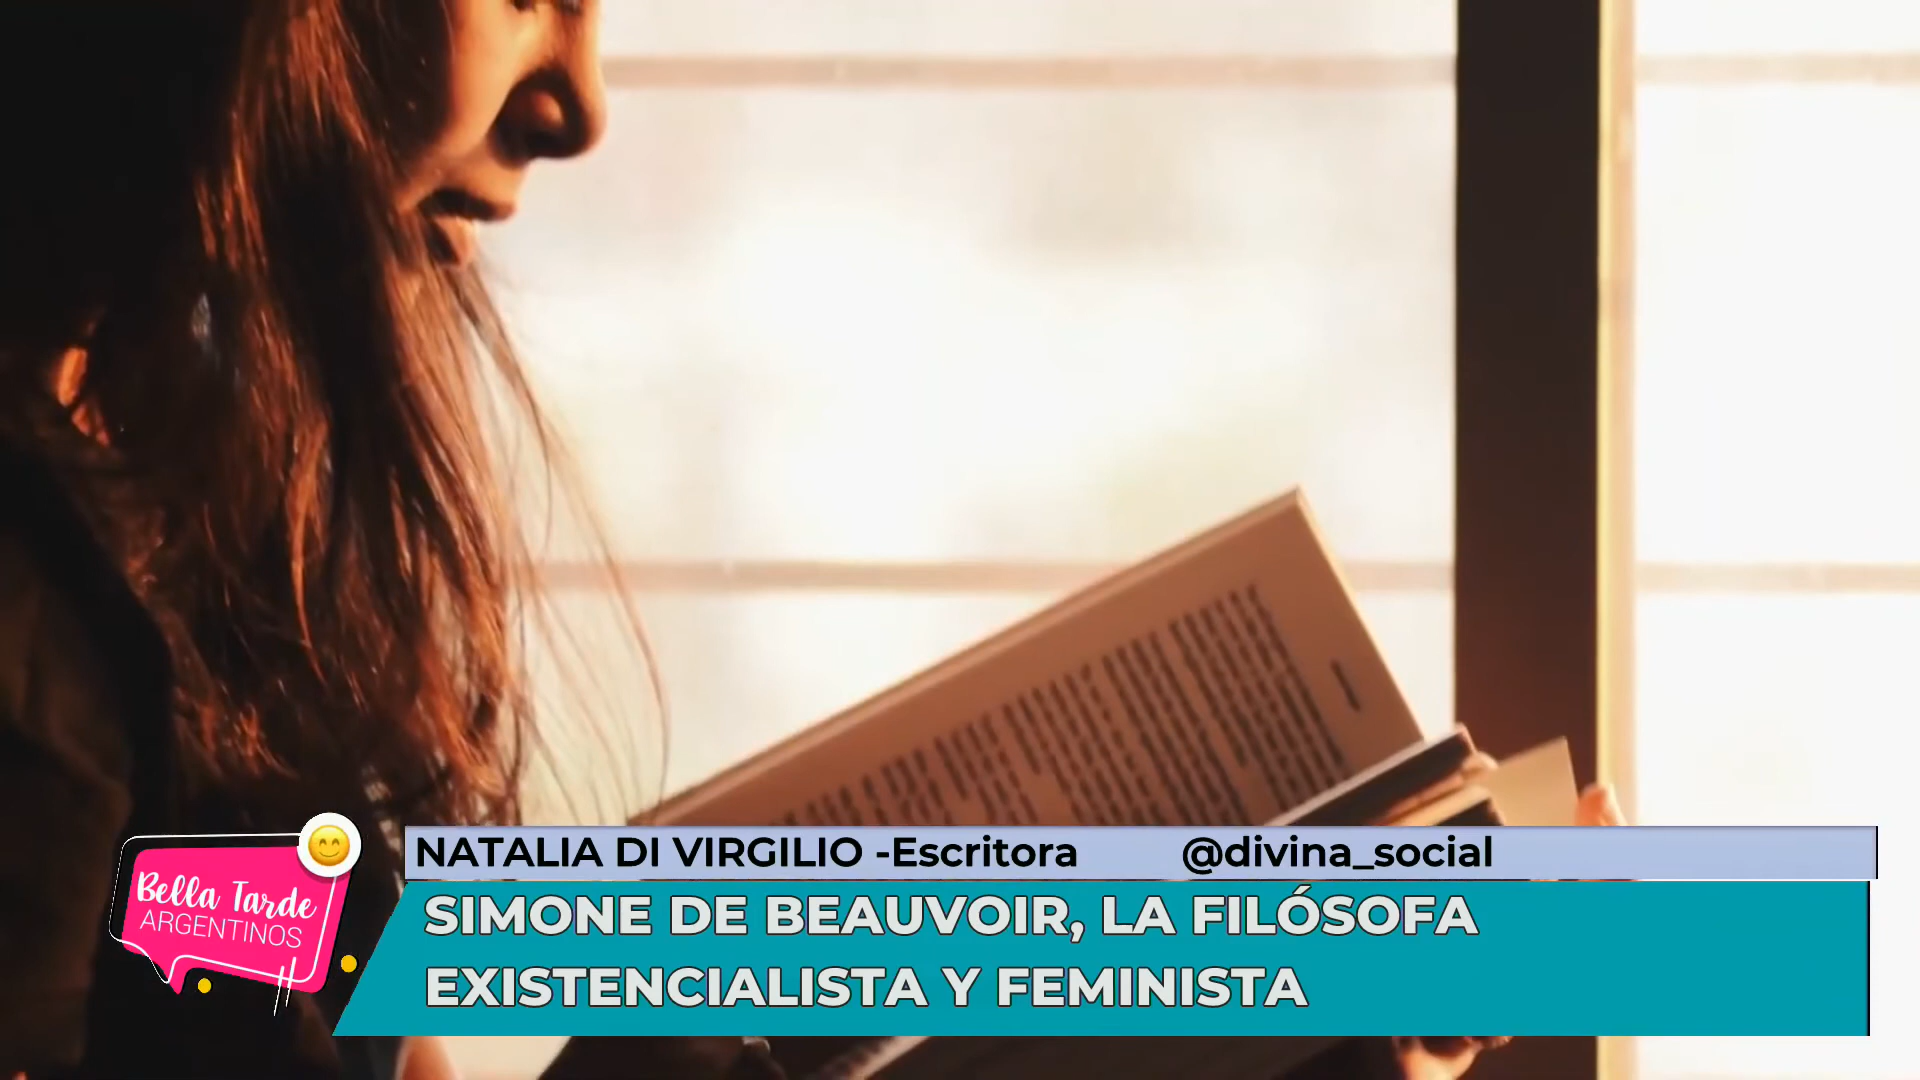 NATALIA DI VIRGILIO -Escritora @divina_social
Bella Tarde
ARGENTINOS
SIMONE DE BEAUVOIR, LA FILÓSOFA
EXISTENCIALISTA Y FEMINISTA